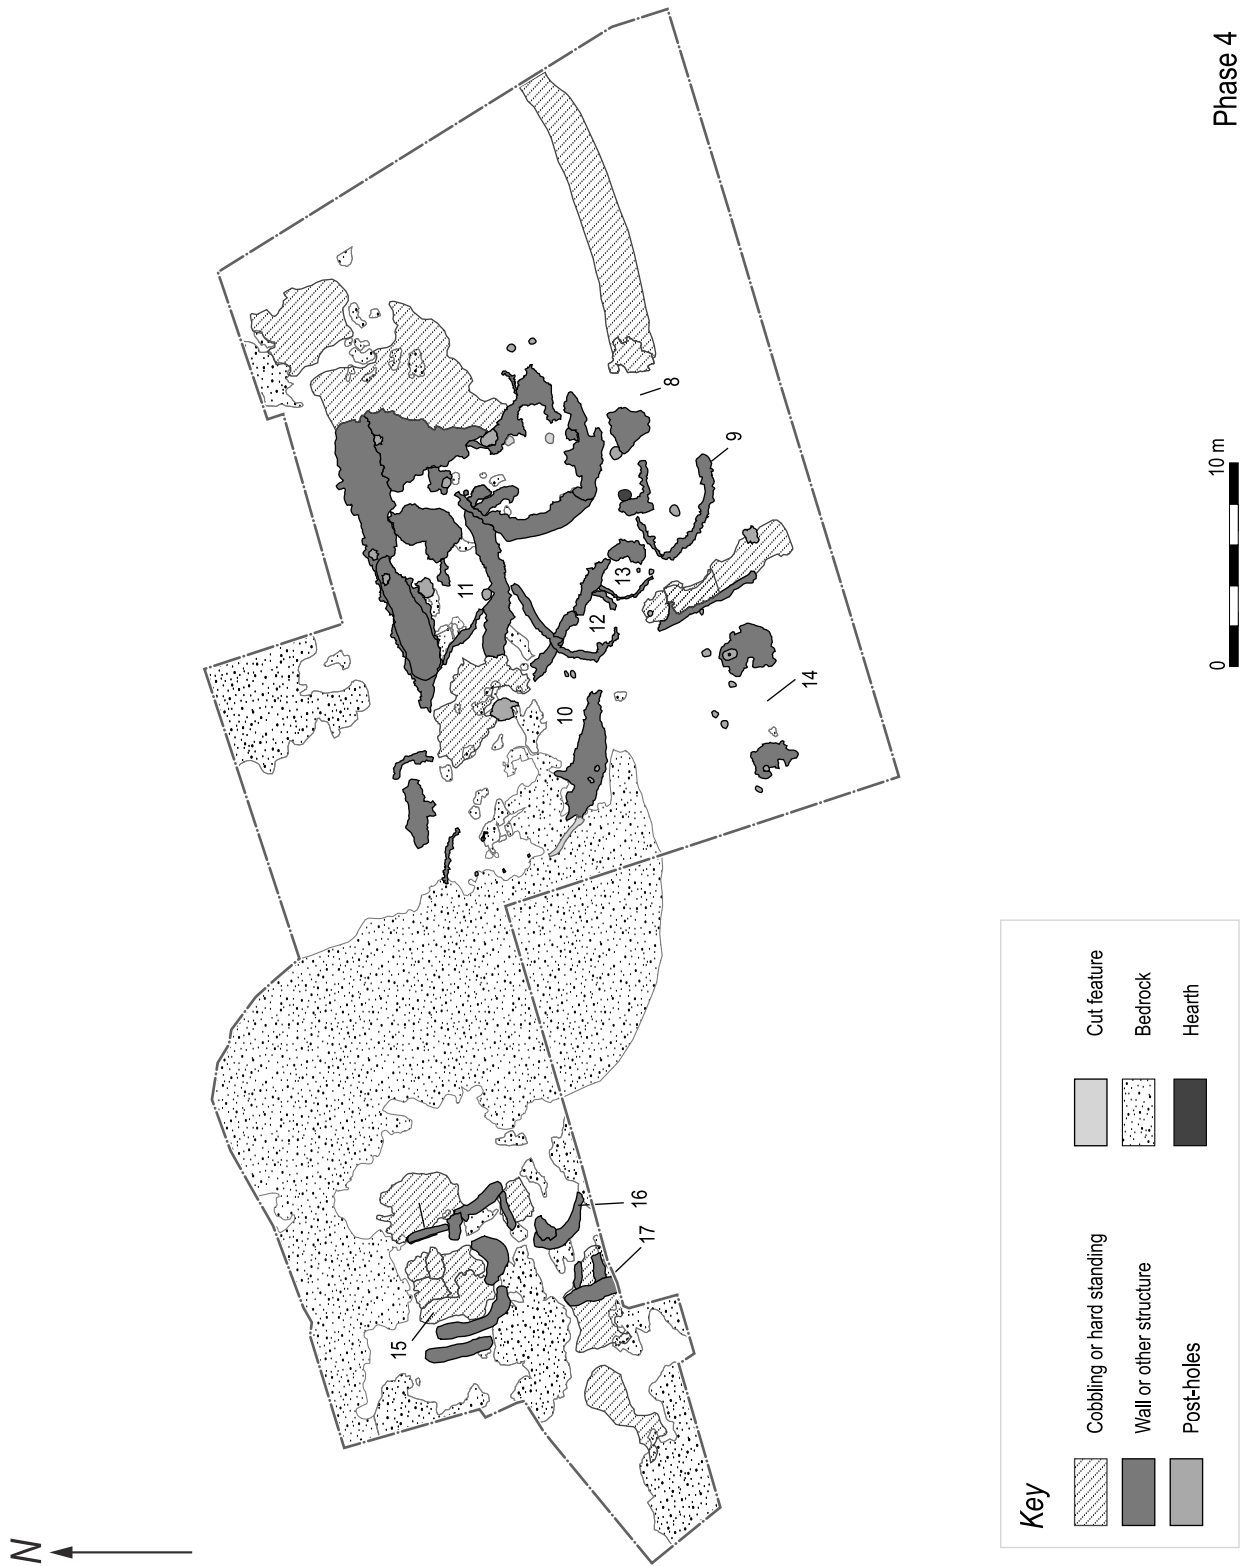 Phase 4
N
8
9
11
13
12
10
14
16
17
15
0
10 m
Key
Cobbling or hard standing
Wall or other structure
Post-holes
Cut feature
Bedrock
Hearth